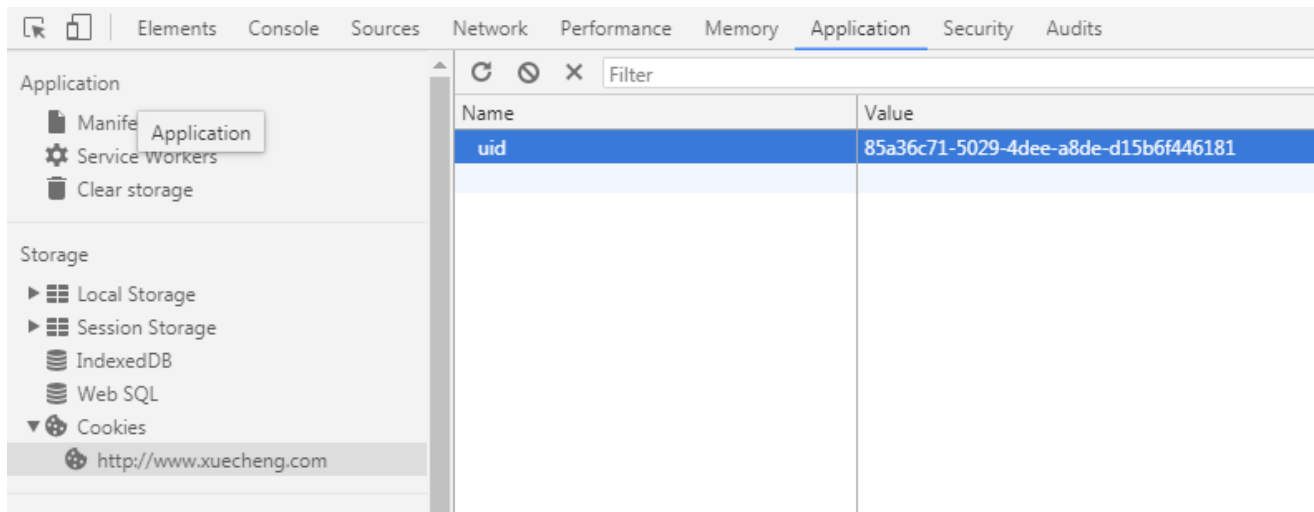 Elements Console Sources Network Performance Memory Application Security Audits
Application
Manife
Application
Service Workers
Clear storage
Storage
Local Storage
Session Storage
IndexedDB
Web SQL
Cookies
http://www.xuecheng.com
Filter
Name Value
uid 85a36c71-5029-4dee-a8de-d15b6f446181